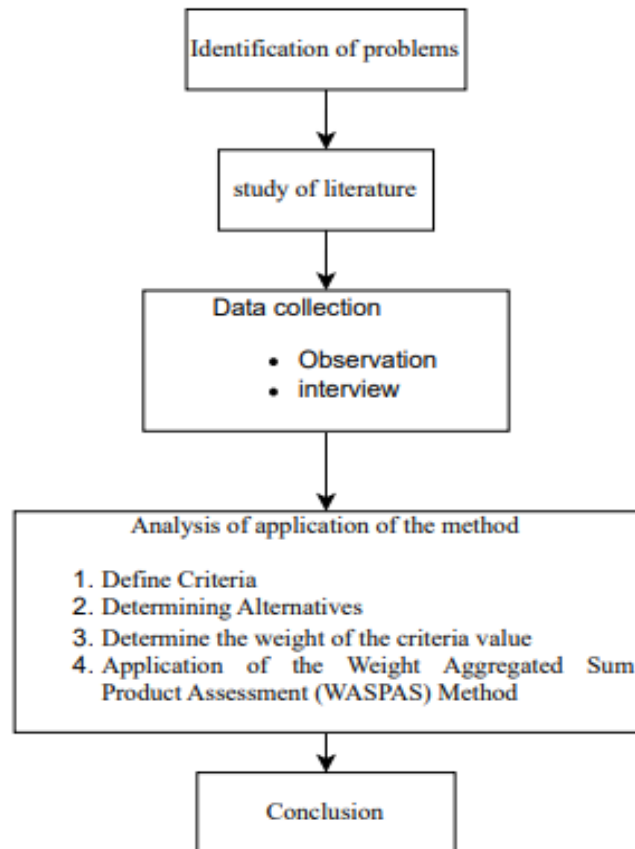 Identification of problems
study of literature
Data collection
• Observation
• interview
Analysis of application of the method
1. Define Criteria
2. Determining Alternatives
3. Determine the weight of the criteria value
4. Application of the Weight Aggregated Sum
Product Assessment (WASPAS) Method
Conclusion